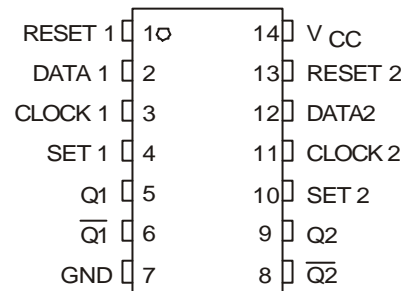 RESET 1 1 14 V CC
DATA 1 2 13 RESET 2
CLOCK 1 3 12 DATA2
SET 1 4 11 CLOCK 2
Q1 5 10 SET 2
Q1̅ 6 9 Q2
GND 7 8 Q2̅